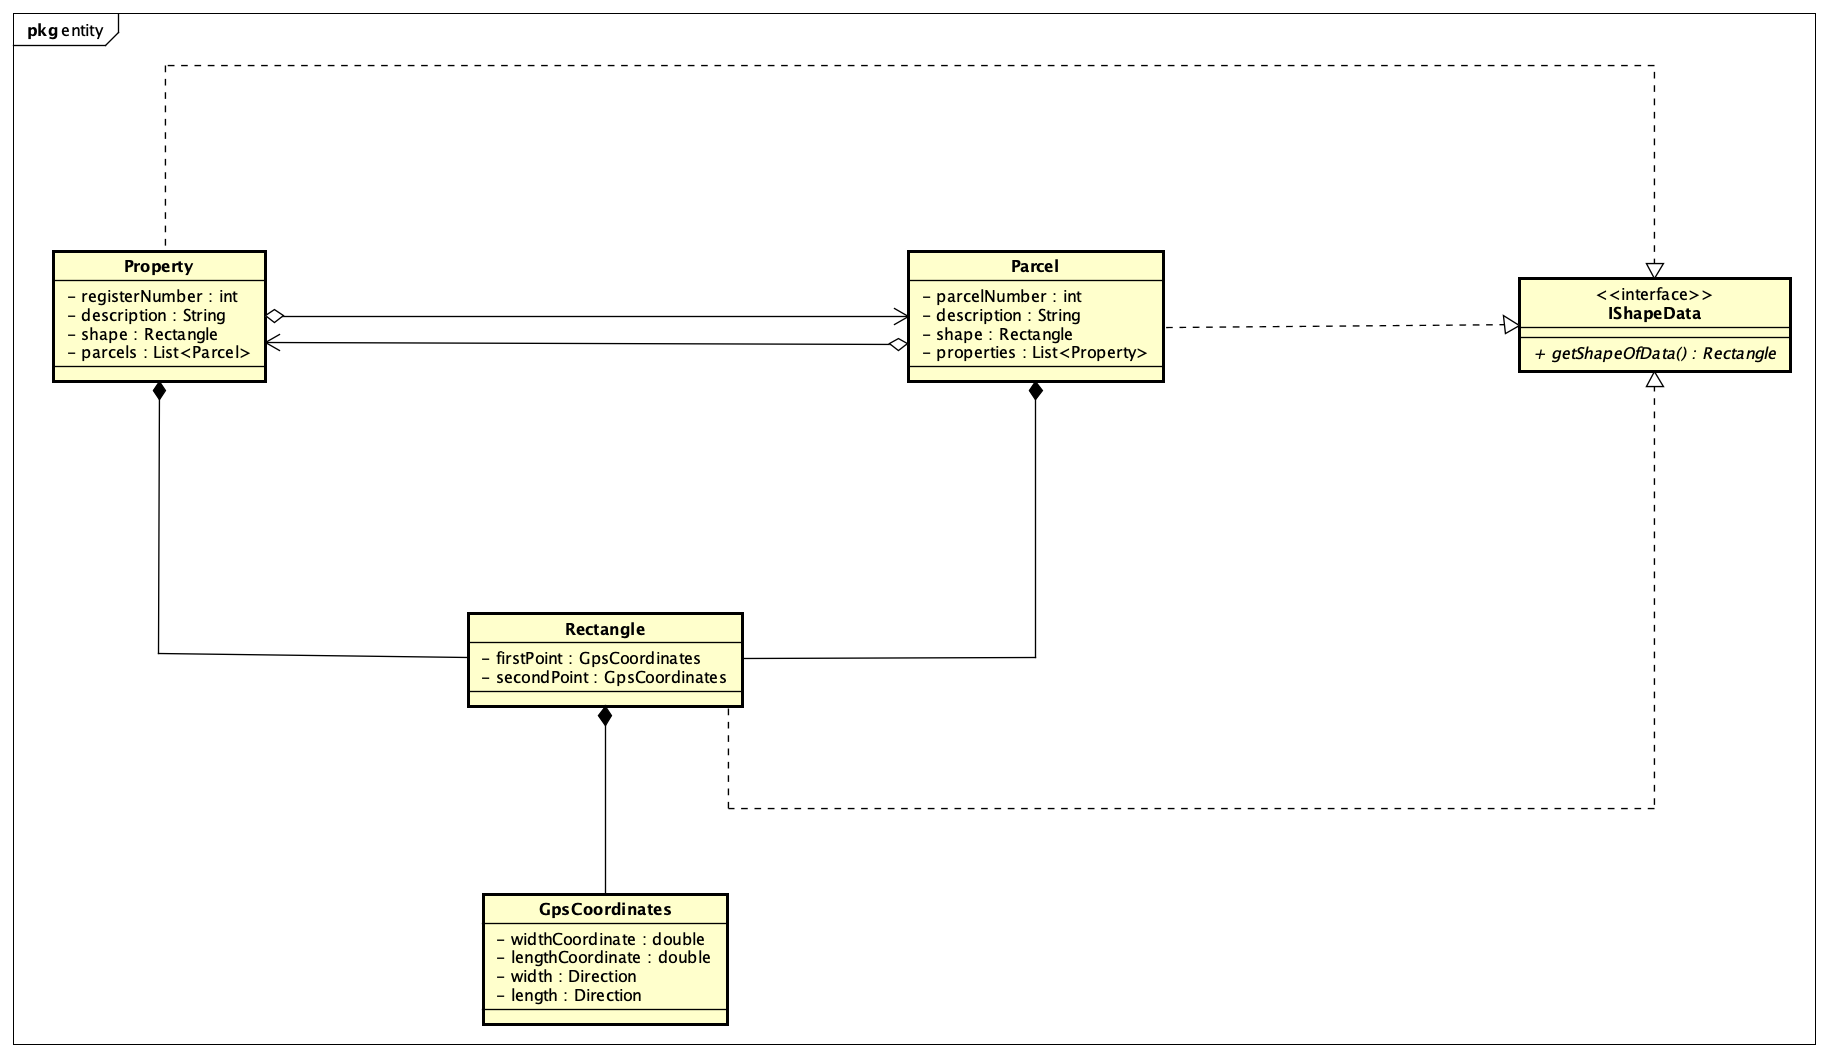 pkg entity
Property
- registerNumber : int
- description : String
- shape : Rectangle
- parcels : List<Parcel>
Parcel
- parcelNumber : int
- description : String
- shape : Rectangle
- properties : List<Property>
<<interface>>
IShapeData
+ getShapeOfData() : Rectangle
Rectangle
- firstPoint : GpsCoordinates
- secondPoint : GpsCoordinates
GpsCoordinates
- widthCoordinate : double
- lengthCoordinate : double
- width : Direction
- length : Direction